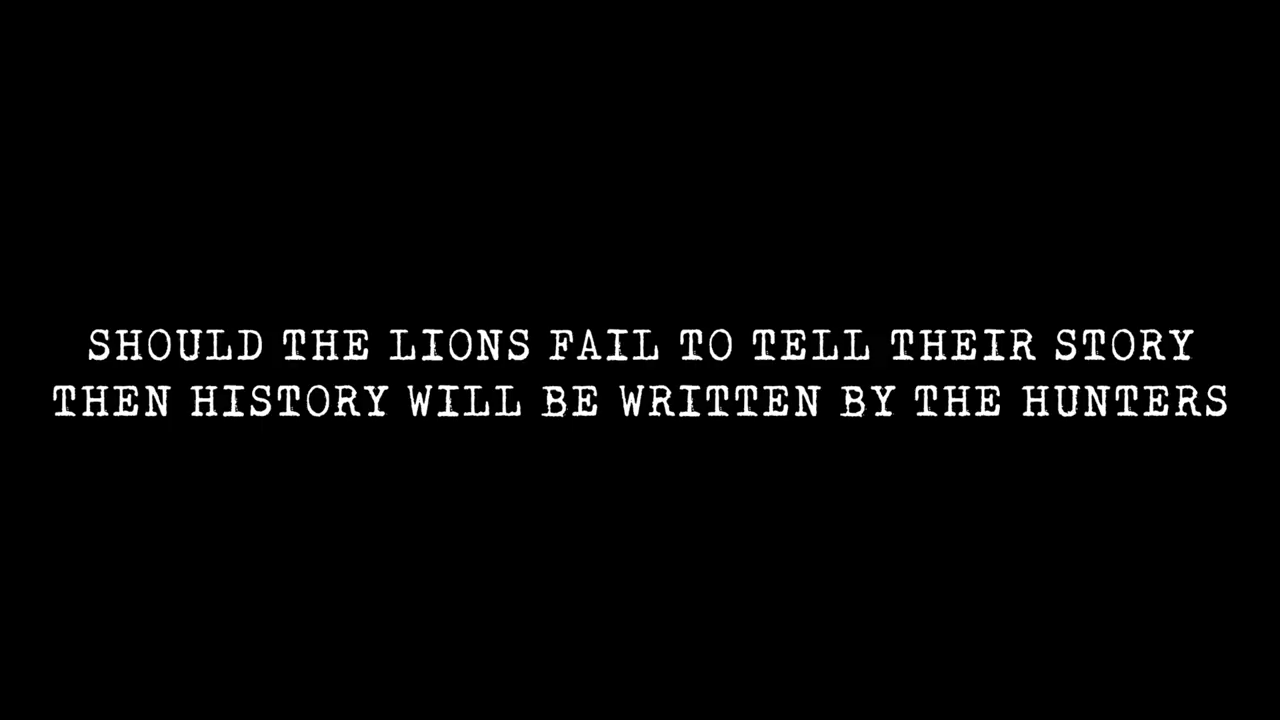 SHOULD THE LIONS FAIL TO TELL THEIR STORY
THEN HISTORY WILL BE WRITTEN BY THE HUNTERS